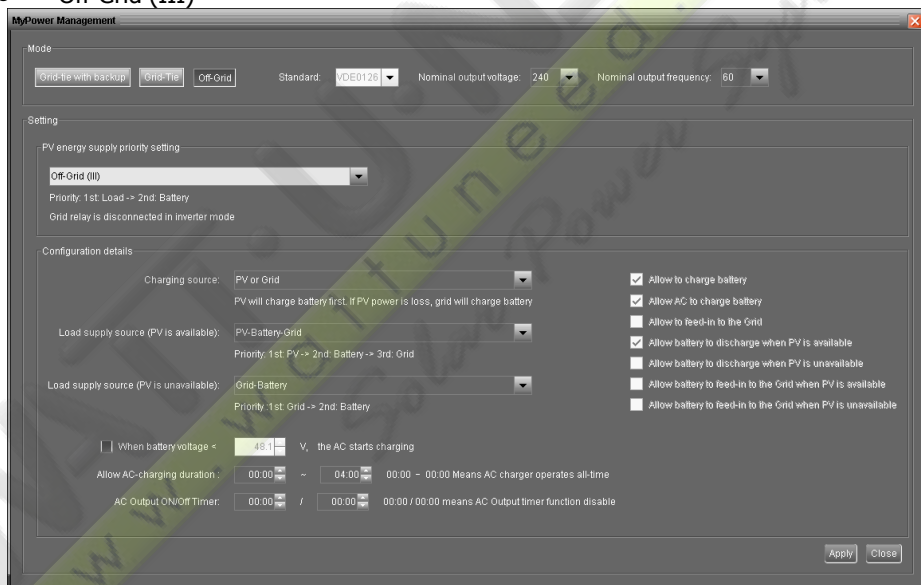 Off-Grid (III)
MyPower Management
Mode
Grid-tie with backup Grid-Tie Off-Grid Standard: VDE0126 Nominal output voltage: 240 Nominal output frequency: 60
Setting
PV energy supply priority setting
Off-Grid (III)
Priority: 1st: Load -> 2nd: Battery
Grid relay is disconnected in inverter mode
Configuration details
Charging source: PV or Grid
PV will charge battery first. If PV power is loss, grid will charge battery
Load supply source (PV is available): PV-Battery-Grid
Priority: 1st: PV -> 2nd: Battery -> 3rd: Grid
Load supply source (PV is unavailable): Grid-Battery
Priority :1st: Grid -> 2nd: Battery
Allow to charge battery
Allow AC to charge battery
Allow to feed-in to the Grid
Allow battery to discharge when PV is available
Allow battery to discharge when PV is unavailable
Allow battery to feed-in to the Grid when PV is available
Allow battery to feed-in to the Grid when PV is unavailable
When battery voltage < 48.1 V, the AC starts charging
Allow AC-charging duration : 00:00 ~ 04:00 00:00 ~ 00:00 Means AC charger operates all-time
AC Output ON/Off Timer: 00:00 / 00:00 00:00 / 00:00 means AC Output timer function disable
Apply Close
www.wattuneed
Solar Power